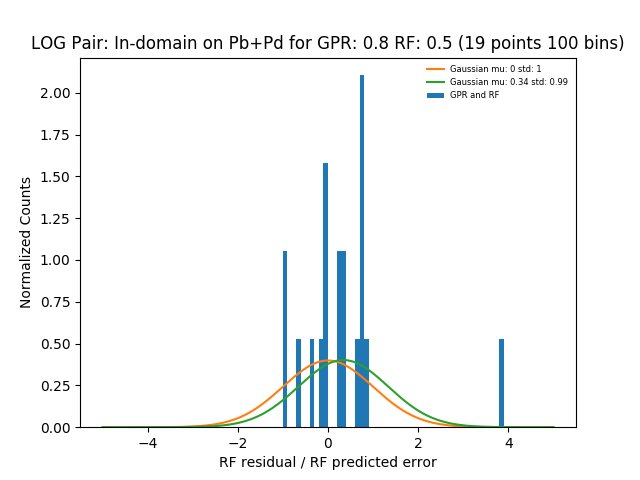 LOG Pair: In-domain on Pb+Pd for GPR: 0.8 RF: 0.5 (19 points 100 bins)
Gaussian mu: 0 std: 1
Gaussian mu: 0.34 std: 0.99
GPR and RF
Normalized Counts
2.00
1.75
1.50
1.25
1.00
0.75
0.50
0.25
0.00
−4 −2 0 2 4
RF residual / RF predicted error